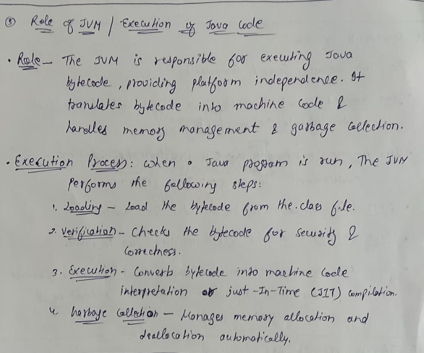 ③ Role of JVM / Execution of Java Code
• Role - The JVM is responsible for executing Java
bytecode, providing platform independence. It
translates bytecode into machine code &
handles memory management & garbage collection.
• Execution Process: when a Java program is run, The JVM
performs the following steps:
1. Loading - Load the bytecode from the .class file.
2. Verification - Checks the bytecode for security &
correctness.
3. Execution - Converts bytecode into machine code
interpretation or just-In-Time (JIT) compilation.
4. Garbage Collection - Manages memory allocation and
deallocation automatically.